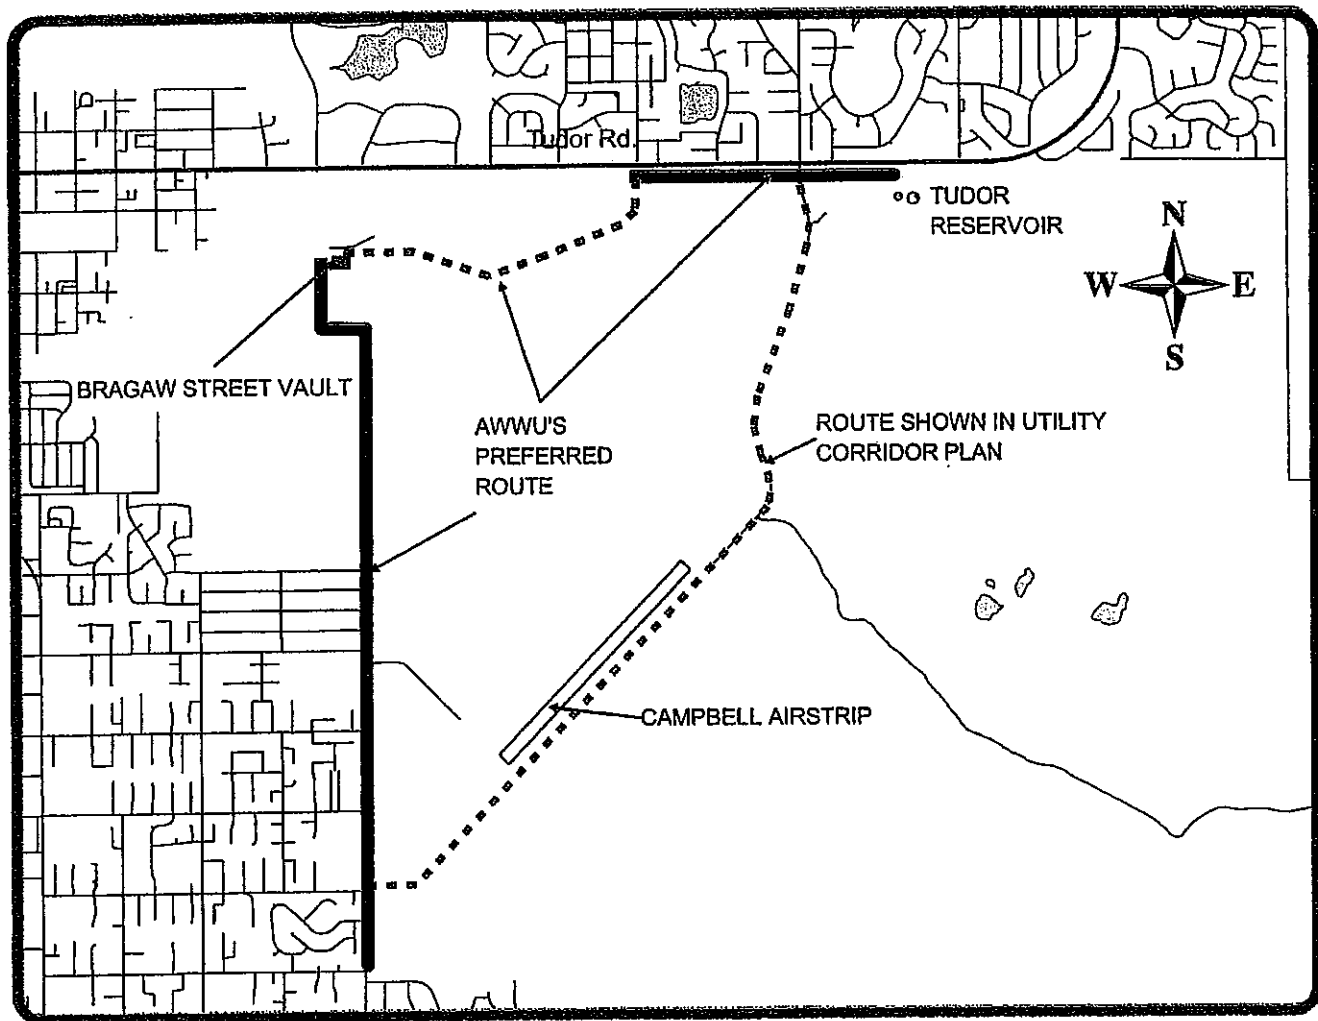 Tudor Rd.
TUDOR
RESERVOIR
N
W
E
S
BRAGAW STREET VAULT
AWWU'S
PREFERRED
ROUTE
ROUTE SHOWN IN UTILITY
CORRIDOR PLAN
CAMPBELL AIRSTRIP